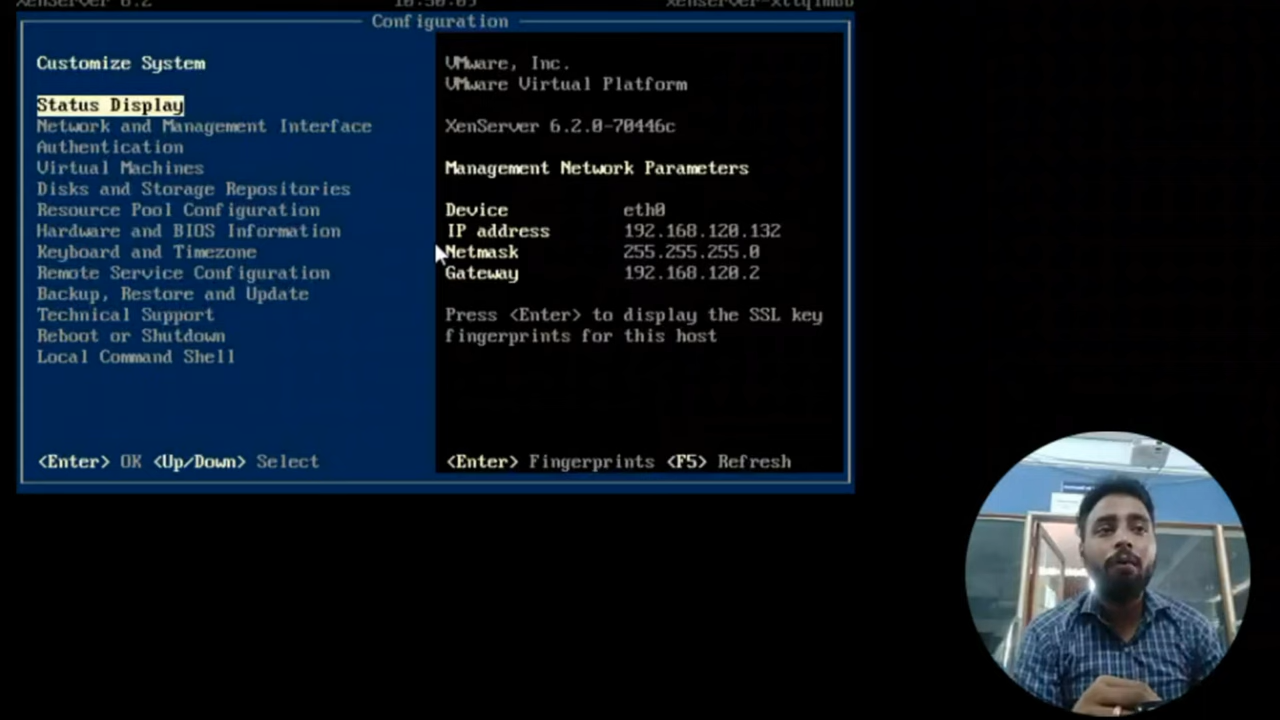 XenServer 6.2
Configuration
Customize System
Status Display
Network and Management Interface
Authentication
Virtual Machines
Disks and Storage Repositories
Resource Pool Configuration
Hardware and BIOS Information
Keyboard and Timezone
Remote Service Configuration
Backup, Restore and Update
Technical Support
Reboot or Shutdown
Local Command Shell
<Enter> OK <Up/Down> Select
VMware, Inc.
VMware Virtual Platform
XenServer 6.2.0-70446c
Management Network Parameters
Device eth0
IP address 192.168.120.132
Netmask 255.255.255.0
Gateway 192.168.120.2
Press <Enter> to display the SSL key
fingerprints for this host
<Enter> Fingerprints <F5> Refresh